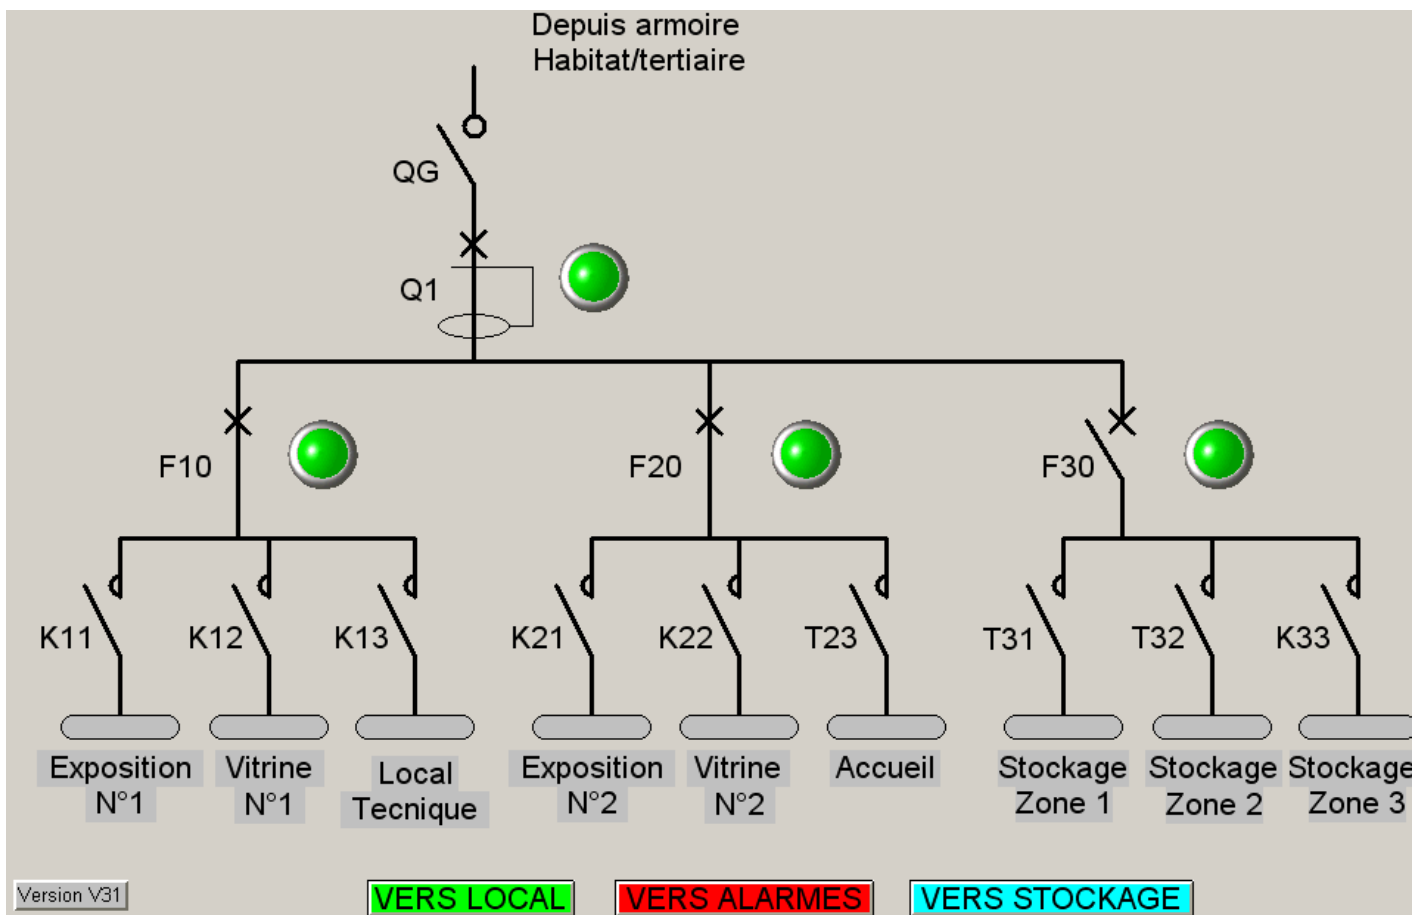 Depuis armoire
Habitat/tertiaire
QG
Q1
F10
F20
F30
K11
K12
K13
K21
K22
T23
T31
T32
K33
Exposition
N°1
Vitrine
N°1
Local
Tecnique
Exposition
N°2
Vitrine
N°2
Accueil
Stockage
Zone 1
Stockage
Zone 2
Stockage
Zone 3
Version V31
VERS LOCAL
VERS ALARMES
VERS STOCKAGE